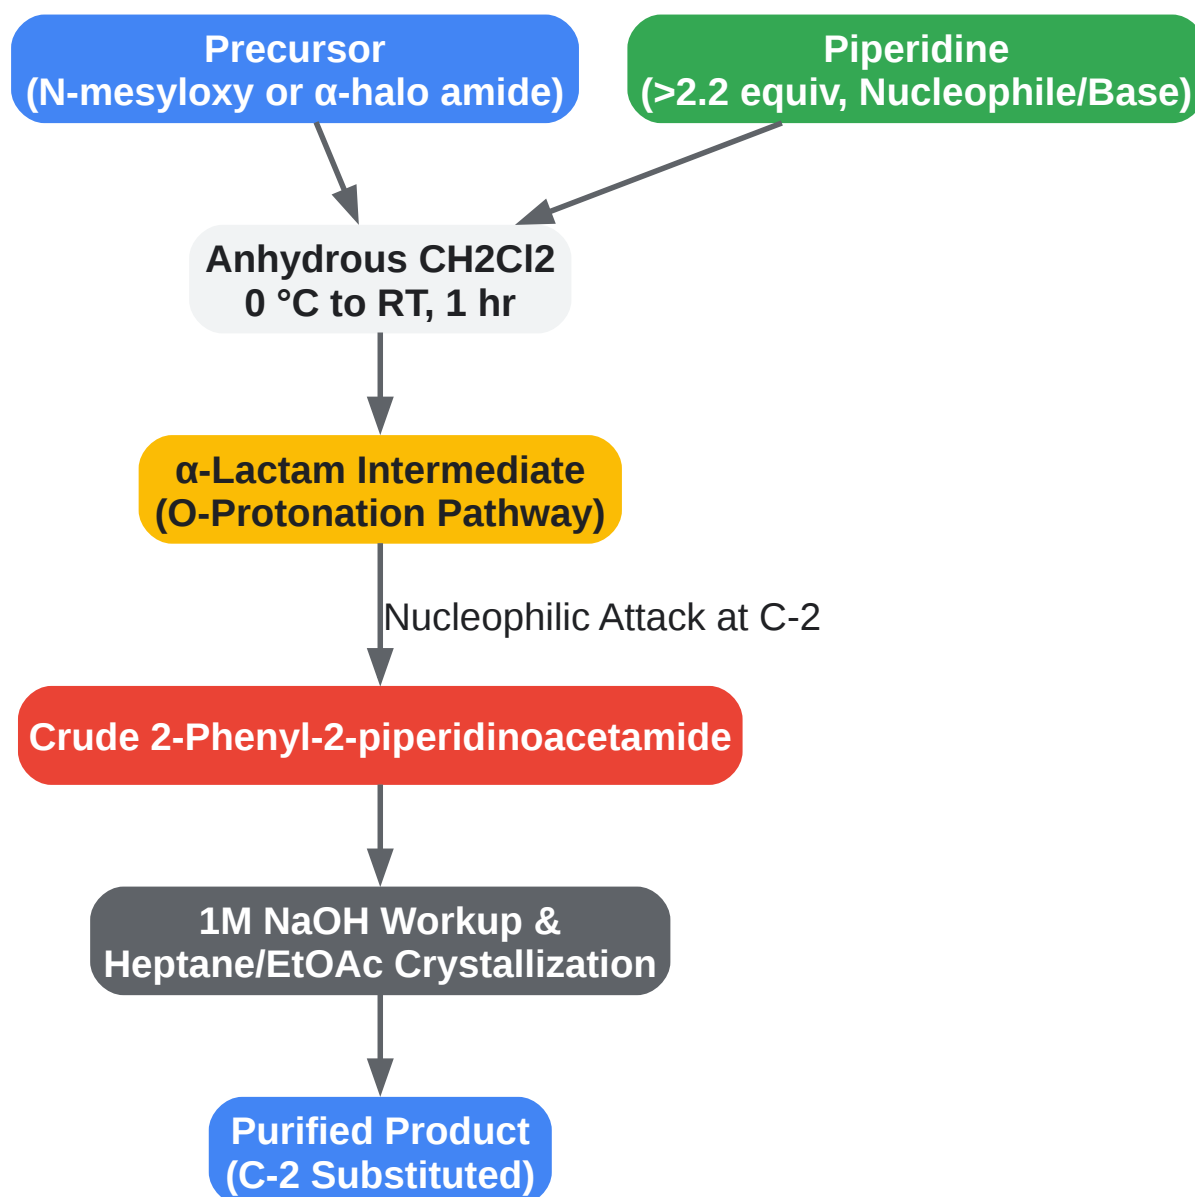 Precursor
(N-mesyloxy or α-halo amide)
Piperidine
(>2.2 equiv, Nucleophile/Base)
Anhydrous CH2Cl2
0 °C to RT, 1 hr
α-Lactam Intermediate
(O-Protonation Pathway)
Nucleophilic Attack at C-2
Crude 2-Phenyl-2-piperidinoacetamide
1M NaOH Workup &
Heptane/EtOAc Crystallization
Purified Product
(C-2 Substituted)